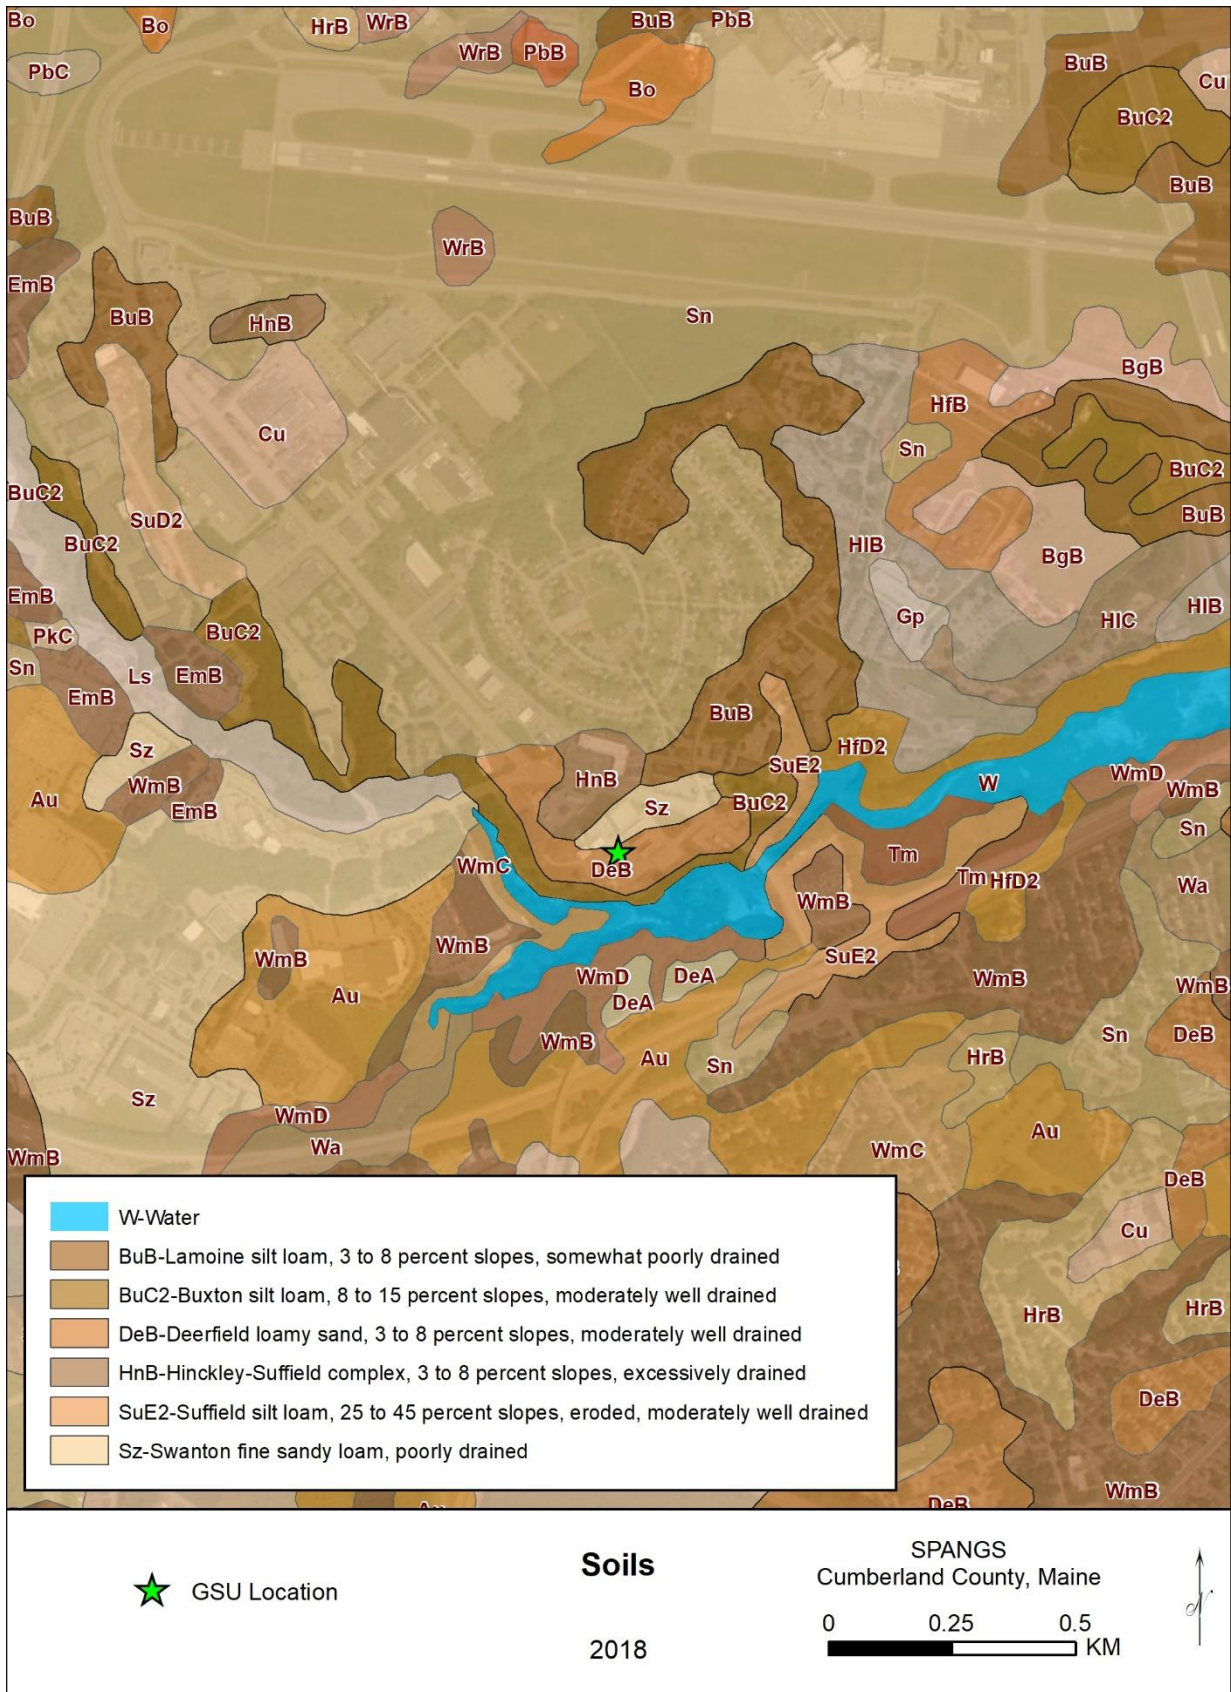 Bo
Bo
HrB
WrB
BuB
PbB
WrB
PbB
PbC
BuB
Cu
Bo
BuC2
BuB
BuB
WrB
EmB
BuB
HnB
Sn
BgB
HfB
Cu
Sn
BuC2
BuC2
SuD2
BuB
BuC2
HIB
BgB
EmB
Gp
HIB
HIC
PkC
BuC2
Sn
EmB
Ls
EmB
BuB
Sz
HfD2
SuE2
HnB
WmD
W
WmB
Au
WmB
EmB
Sz
BuC2
Sn
Tm
WmC
DeB
Tm
HfD2
Wa
WmB
WmB
WmB
SuE2
WmD
DeA
WmB
WmB
Au
DeA
Sn
DeB
WmB
Au
Sn
HrB
Sz
WmD
Au
Wa
WmC
WmB
DeB
Cu
HrB
HrB
DeB
WmB
DeB
W-Water
BuB-Lamoine silt loam, 3 to 8 percent slopes, somewhat poorly drained
BuC2-Buxton silt loam, 8 to 15 percent slopes, moderately well drained
DeB-Deerfield loamy sand, 3 to 8 percent slopes, moderately well drained
HnB-Hinckley-Suffield complex, 3 to 8 percent slopes, excessively drained
SuE2-Suffield silt loam, 25 to 45 percent slopes, eroded, moderately well drained
Sz-Swanton fine sandy loam, poorly drained
GSU Location
Soils
2018
SPANGS
Cumberland County, Maine
0 0.25 0.5
KM
N